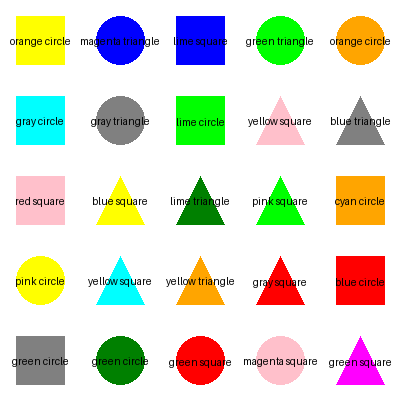 orange circle
magenta triangle
lime square
green triangle
orange circle
gray circle
gray triangle
lime circle
yellow square
blue triangle
red square
blue square
lime triangle
pink square
cyan circle
pink circle
yellow square
yellow triangle
gray square
blue circle
green circle
green circle
green square
magenta square
green square